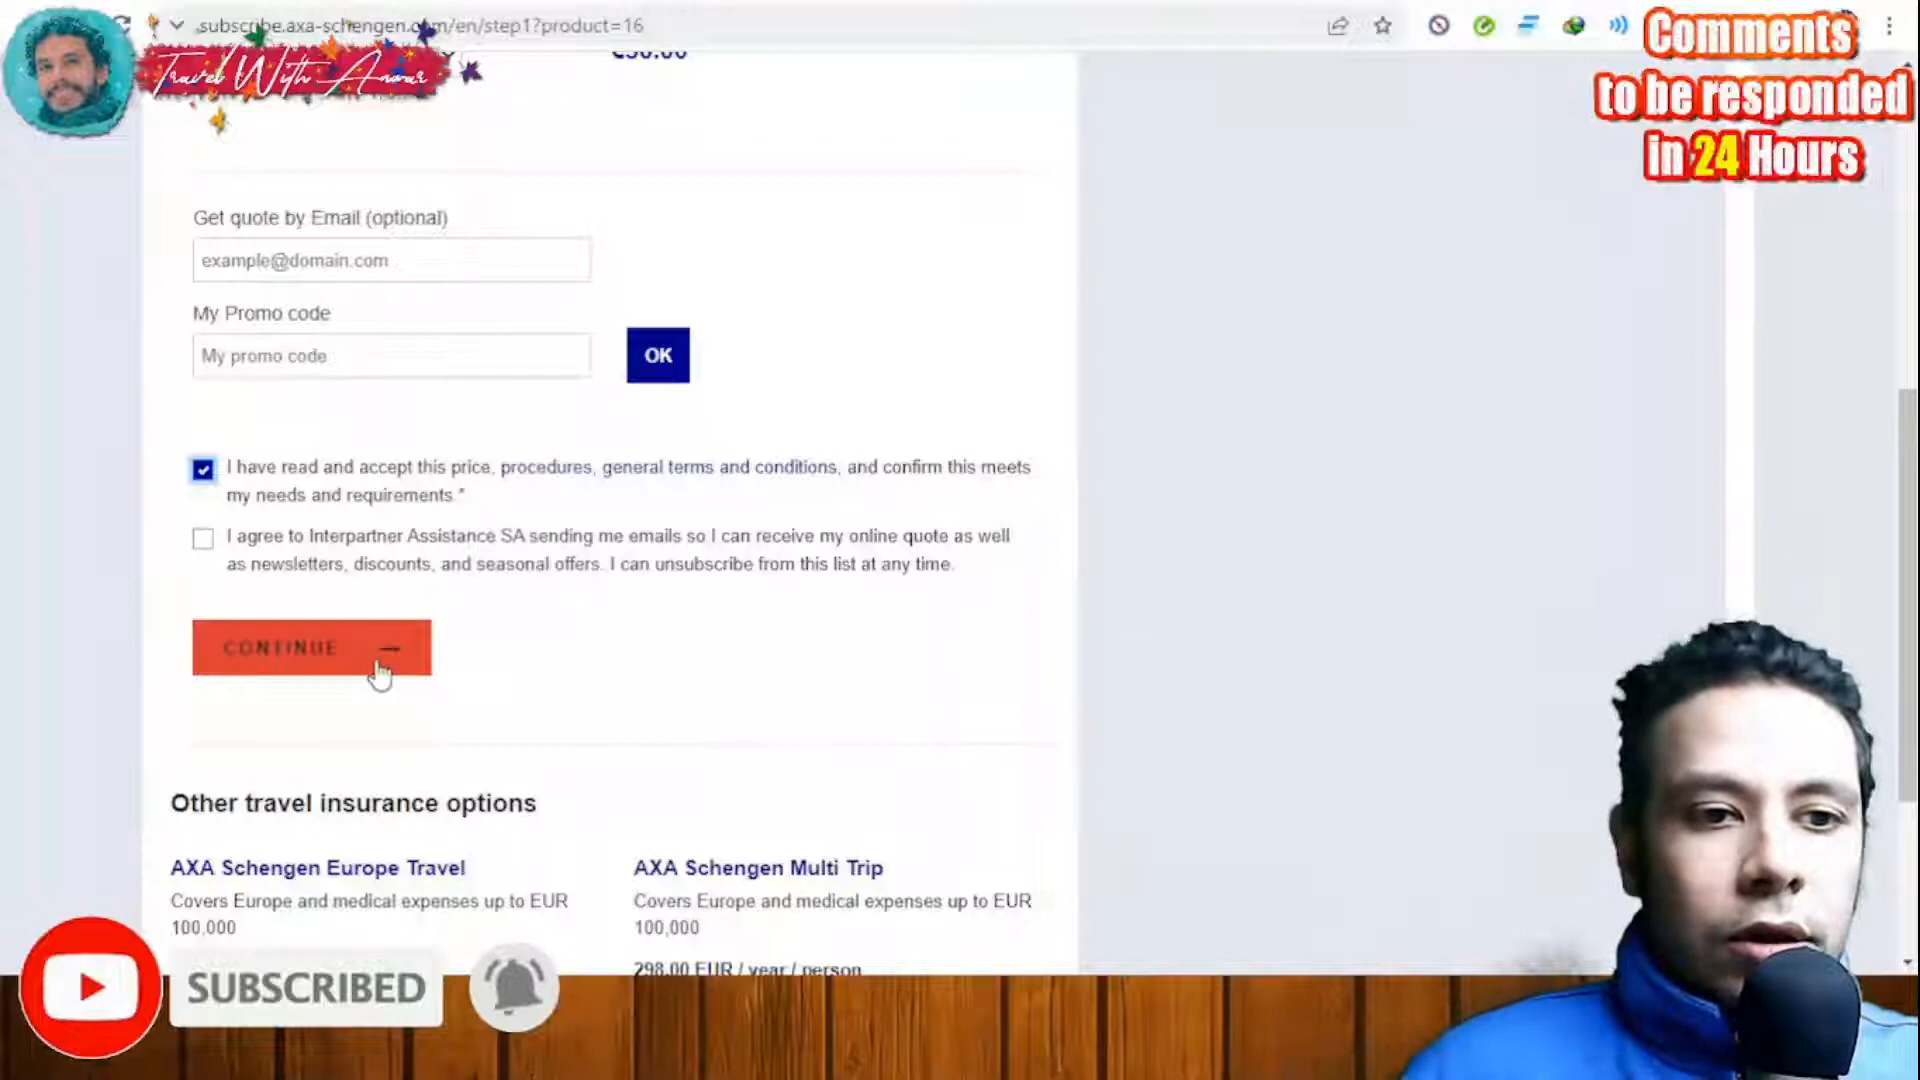 subscribe.axa-schengen.com/en/step1?product=16
Travel With Anouar
Comments
to be responded
in 24 Hours
€30.00
Get quote by Email (optional)
example@domain.com
My Promo code
My promo code
OK
I have read and accept this price, procedures, general terms and conditions, and confirm this meets
my needs and requirements.*
I agree to Interpartner Assistance SA sending me emails so I can receive my online quote as well
as newsletters, discounts, and seasonal offers. I can unsubscribe from this list at any time.
CONTINUE
Other travel insurance options
AXA Schengen Europe Travel
Covers Europe and medical expenses up to EUR
100,000
AXA Schengen Multi Trip
Covers Europe and medical expenses up to EUR
100,000
298.00 EUR / year / person
SUBSCRIBED